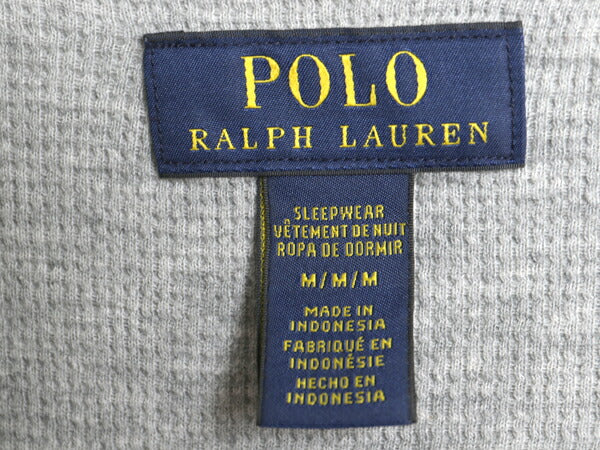 POLO
RALPH LAUREN
SLEEPWEAR
VÊTEMENT DE NUIT
ROPA DE DORMIR
M/M/M
MADE IN
INDONESIA
FABRIQUÉ EN
INDONÉSIE
HECHO EN
INDONESIA